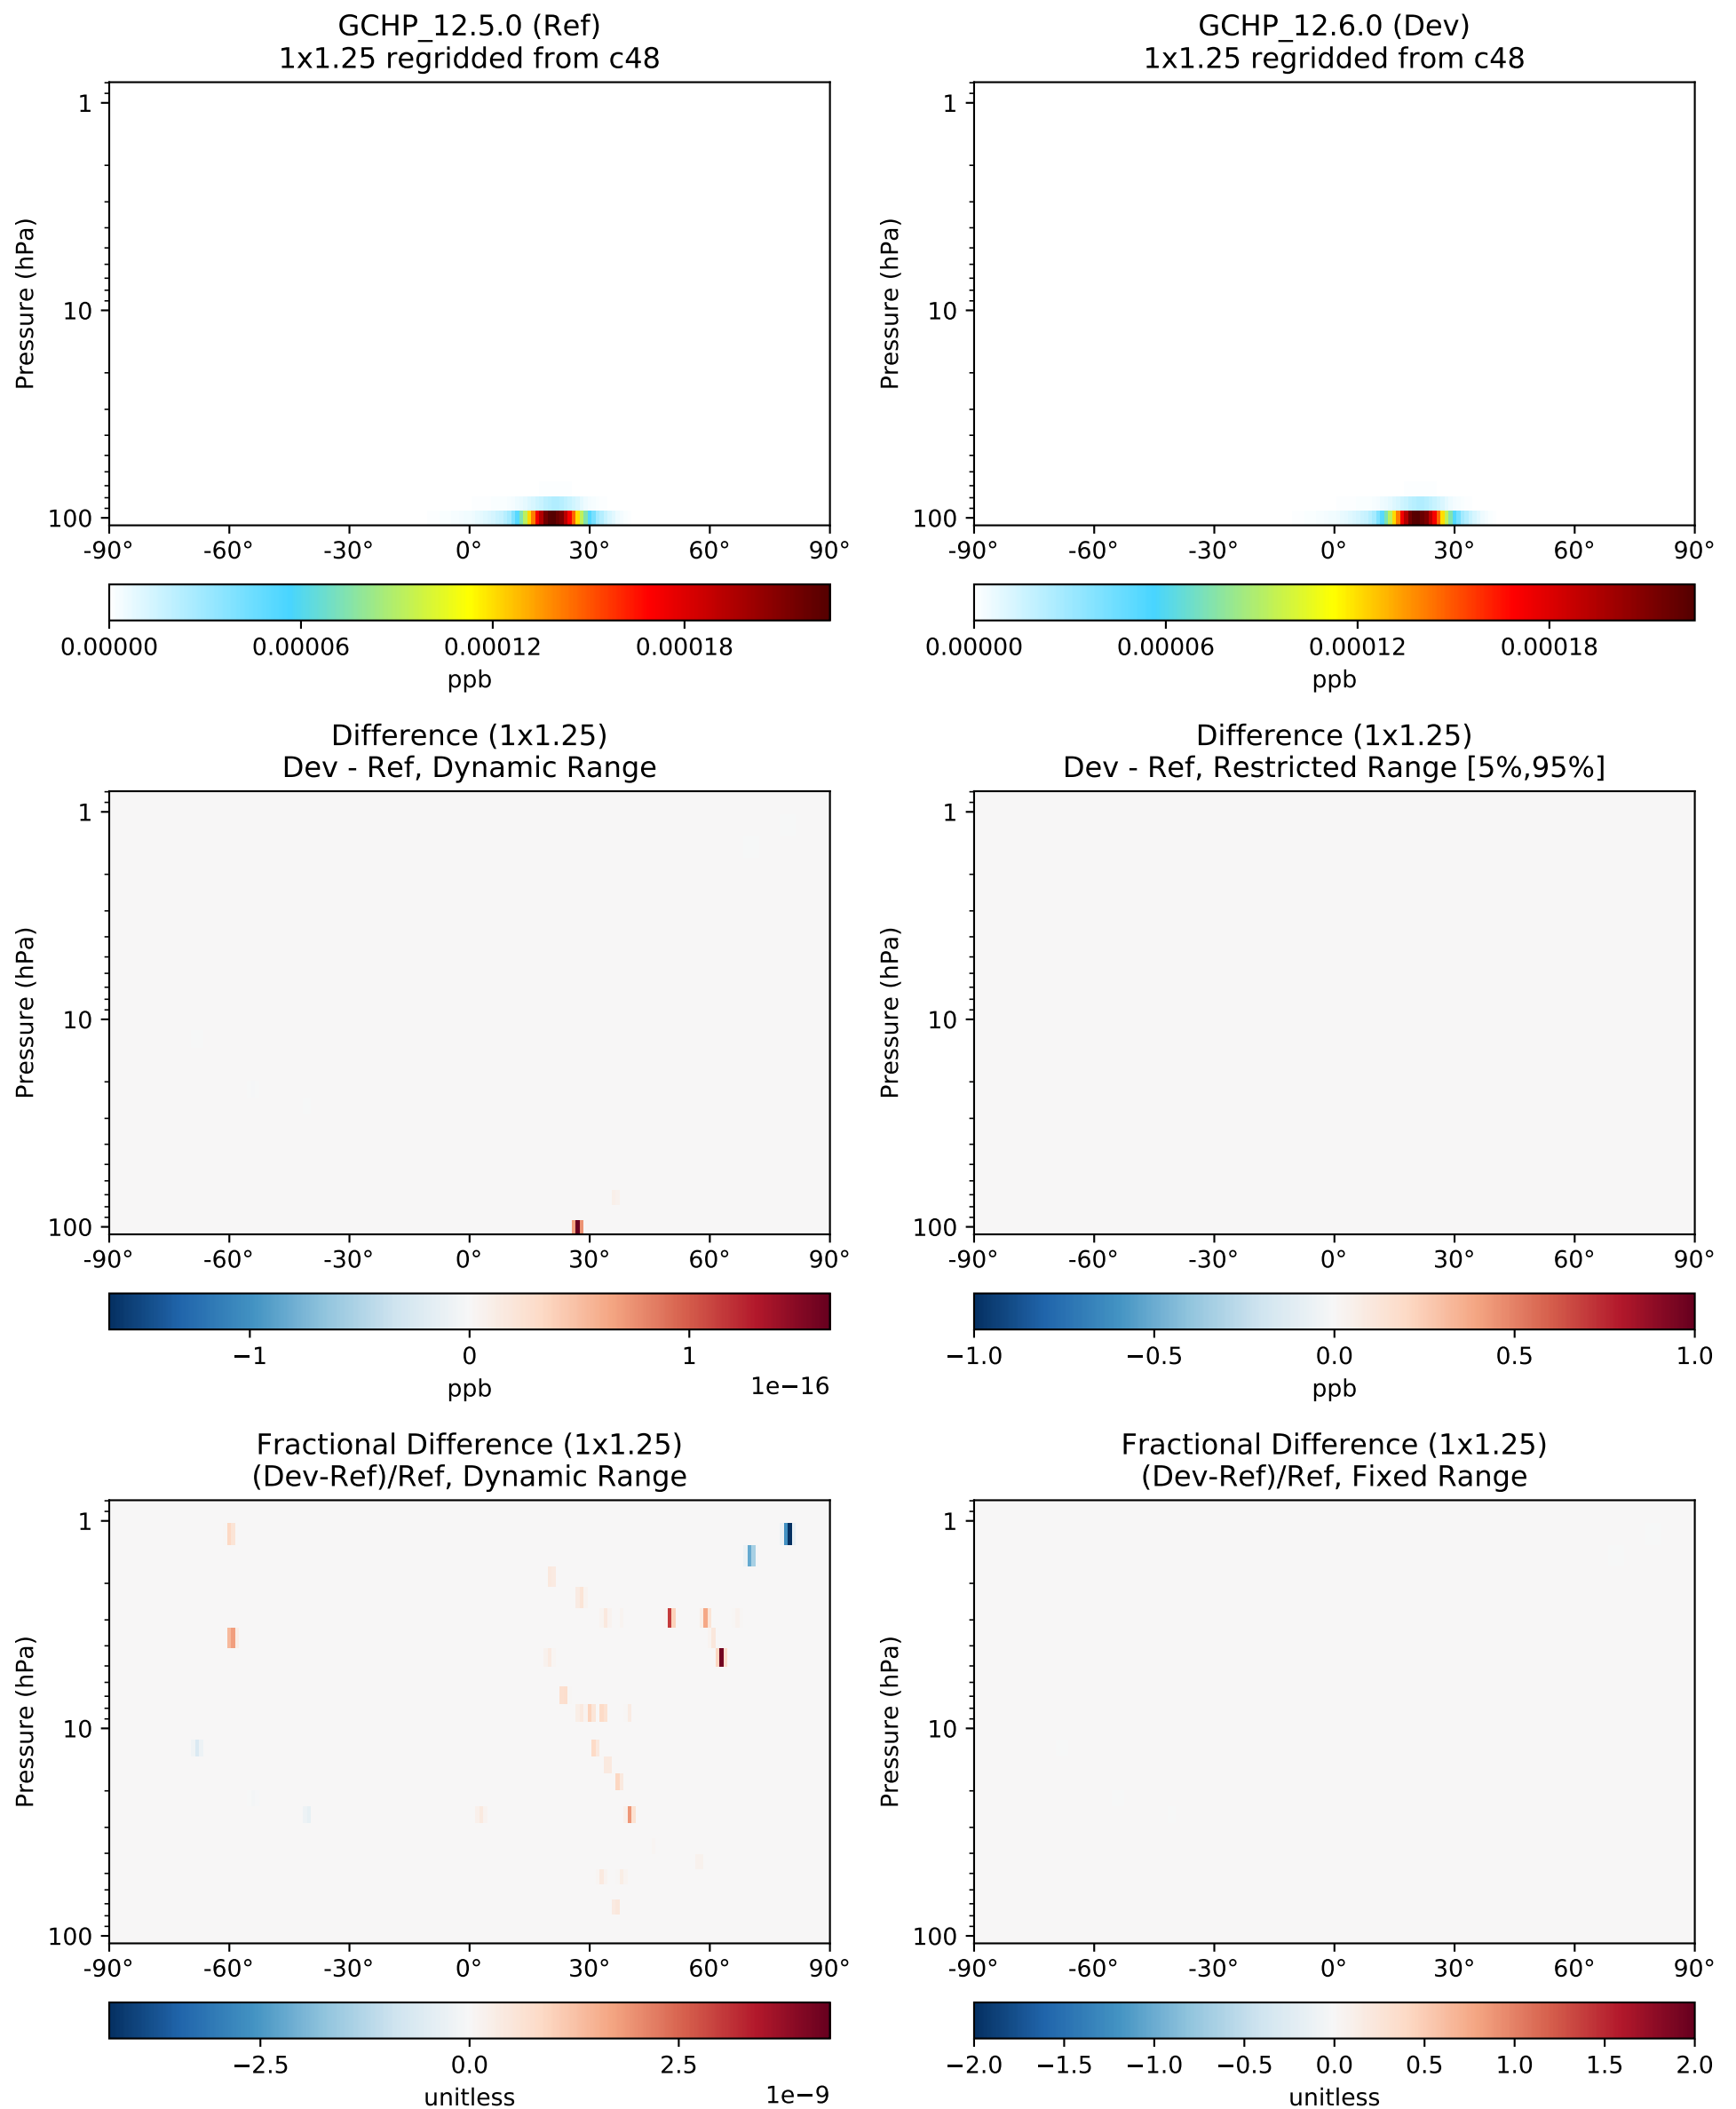 GCHP_12.5.0 (Ref)
1x1.25 regridded from c48
GCHP_12.6.0 (Dev)
1x1.25 regridded from c48
Pressure (hPa)
1
10
100
-90° -60° -30° 0° 30° 60° 90°
0.00000 0.00006 0.00012 0.00018
ppb
Pressure (hPa)
1
10
100
-90° -60° -30° 0° 30° 60° 90°
0.00000 0.00006 0.00012 0.00018
ppb
Difference (1x1.25)
Dev - Ref, Dynamic Range
Pressure (hPa)
1
10
100
-90° -60° -30° 0° 30° 60° 90°
−1 0 1
ppb
1e−16
Difference (1x1.25)
Dev - Ref, Restricted Range [5%,95%]
Pressure (hPa)
1
10
100
-90° -60° -30° 0° 30° 60° 90°
−1.0 −0.5 0.0 0.5 1.0
ppb
Fractional Difference (1x1.25)
(Dev-Ref)/Ref, Dynamic Range
Pressure (hPa)
1
10
100
-90° -60° -30° 0° 30° 60° 90°
−2.5 0.0 2.5
unitless
1e−9
Fractional Difference (1x1.25)
(Dev-Ref)/Ref, Fixed Range
Pressure (hPa)
1
10
100
-90° -60° -30° 0° 30° 60° 90°
−2.0 −1.5 −1.0 −0.5 0.0 0.5 1.0 1.5 2.0
unitless